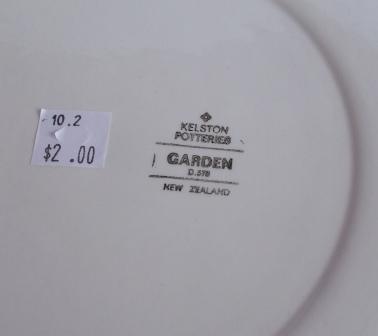 10.2
$2.00
KELSTON
POTTERIES
GARDEN
D.578
NEW ZEALAND